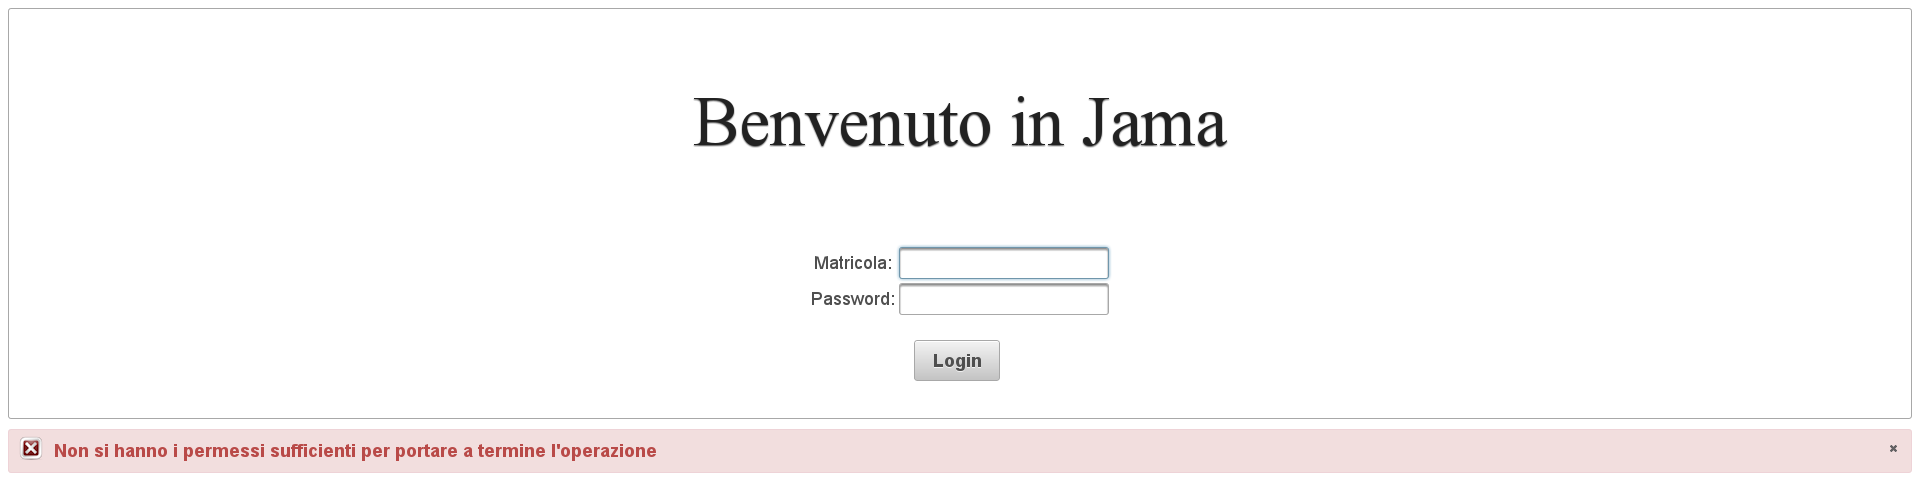 Benvenuto in Jama
Matricola:
Password:
Login
Non si hanno i permessi sufficienti per portare a termine l'operazione